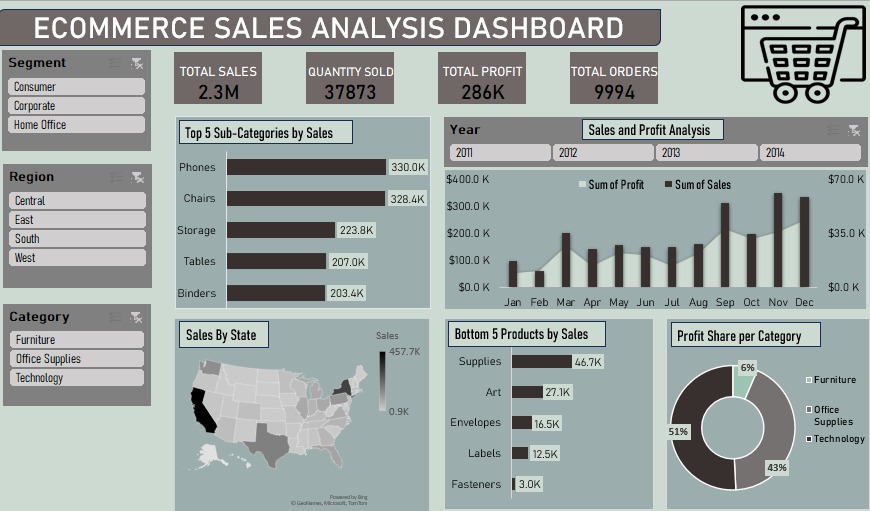 ECOMMERCE SALES ANALYSIS DASHBOARD
Segment
Consumer
Corporate
Home Office
Region
Central
East
South
West
Category
Furniture
Office Supplies
Technology
TOTAL SALES
2.3M
QUANTITY SOLD
37873
TOTAL PROFIT
286K
TOTAL ORDERS
9994
Top 5 Sub-Categories by Sales
Phones 330.0K
Chairs 328.4K
Storage 223.8K
Tables 207.0K
Binders 203.4K
Year
Sales and Profit Analysis
2011 2012 2013 2014
Sum of Profit Sum of Sales
$400.0 K $70.0 K
$300.0 K
$200.0 K $35.0 K
$100.0 K
$0.0 K $0.0 K
Jan Feb Mar Apr May Jun Jul Aug Sep Oct Nov Dec
Sales By State
Sales
457.7K
0.9K
Powered by Bing
© GeoNames, Microsoft, TomTom
Bottom 5 Products by Sales
Supplies 46.7K
Art 27.1K
Envelopes 16.5K
Labels 12.5K
Fasteners 3.0K
Profit Share per Category
6%
51%
43%
Furniture
Office
Supplies
Technology